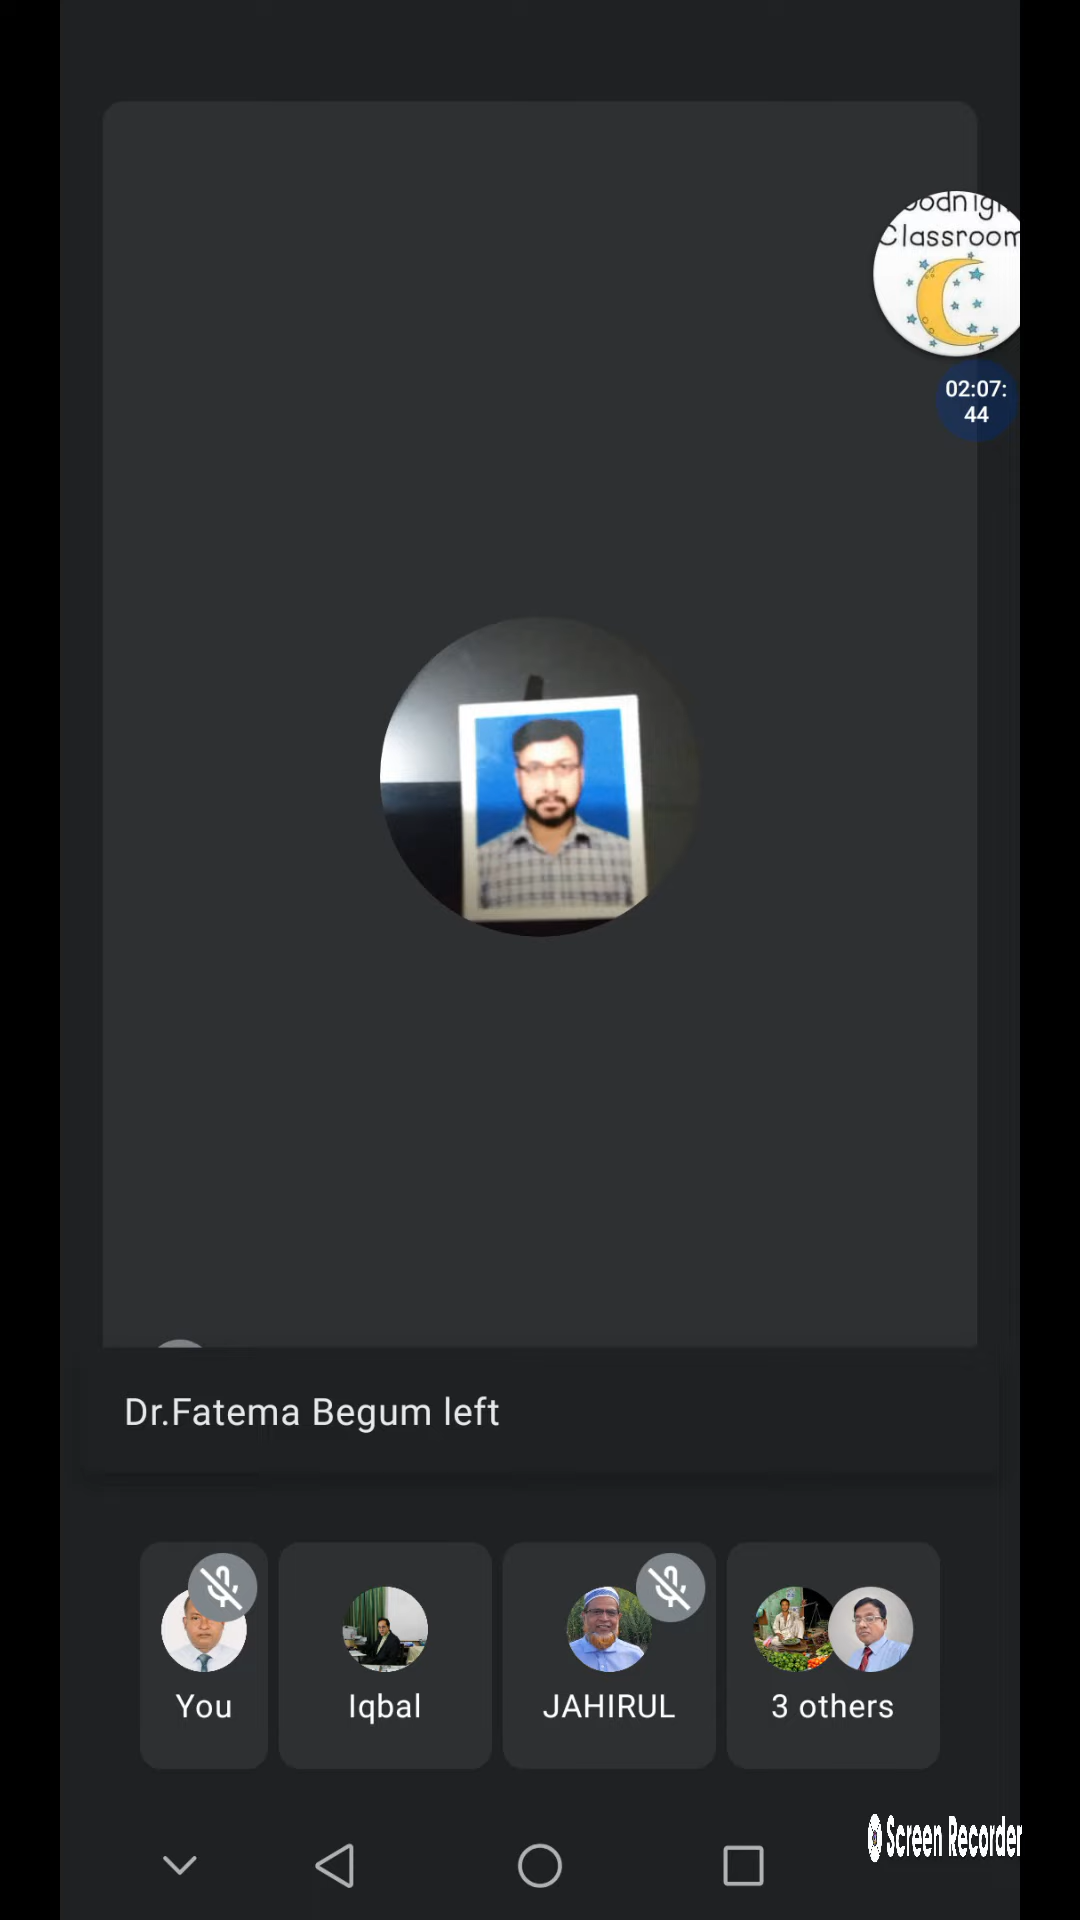 Classroom
02:07:
44
Dr.Fatema Begum left
You
Iqbal
JAHIRUL
3 others
Screen Recorder